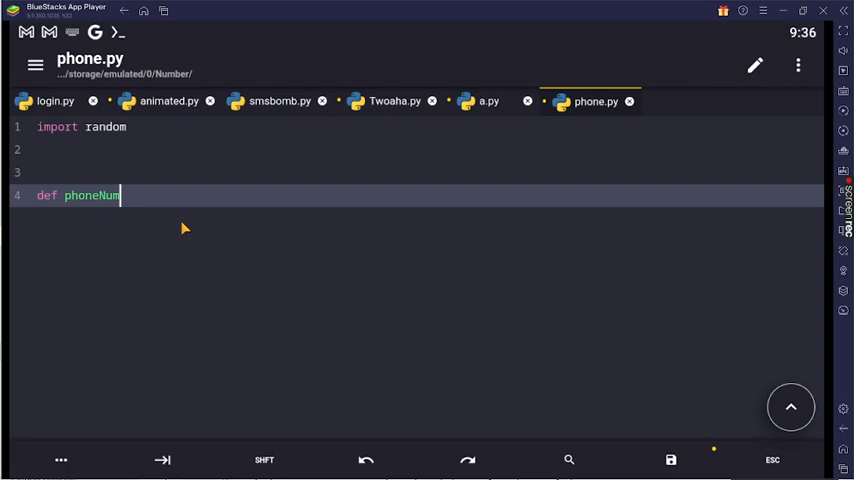 BlueStacks App Player
9:36
phone.py
.../storage/emulated/0/Number/
login.py
animated.py
smsbomb.py
Twoaha.py
a.py
phone.py
1 import random
2
3
4 def phoneNum
SHFT
ESC
screenrec